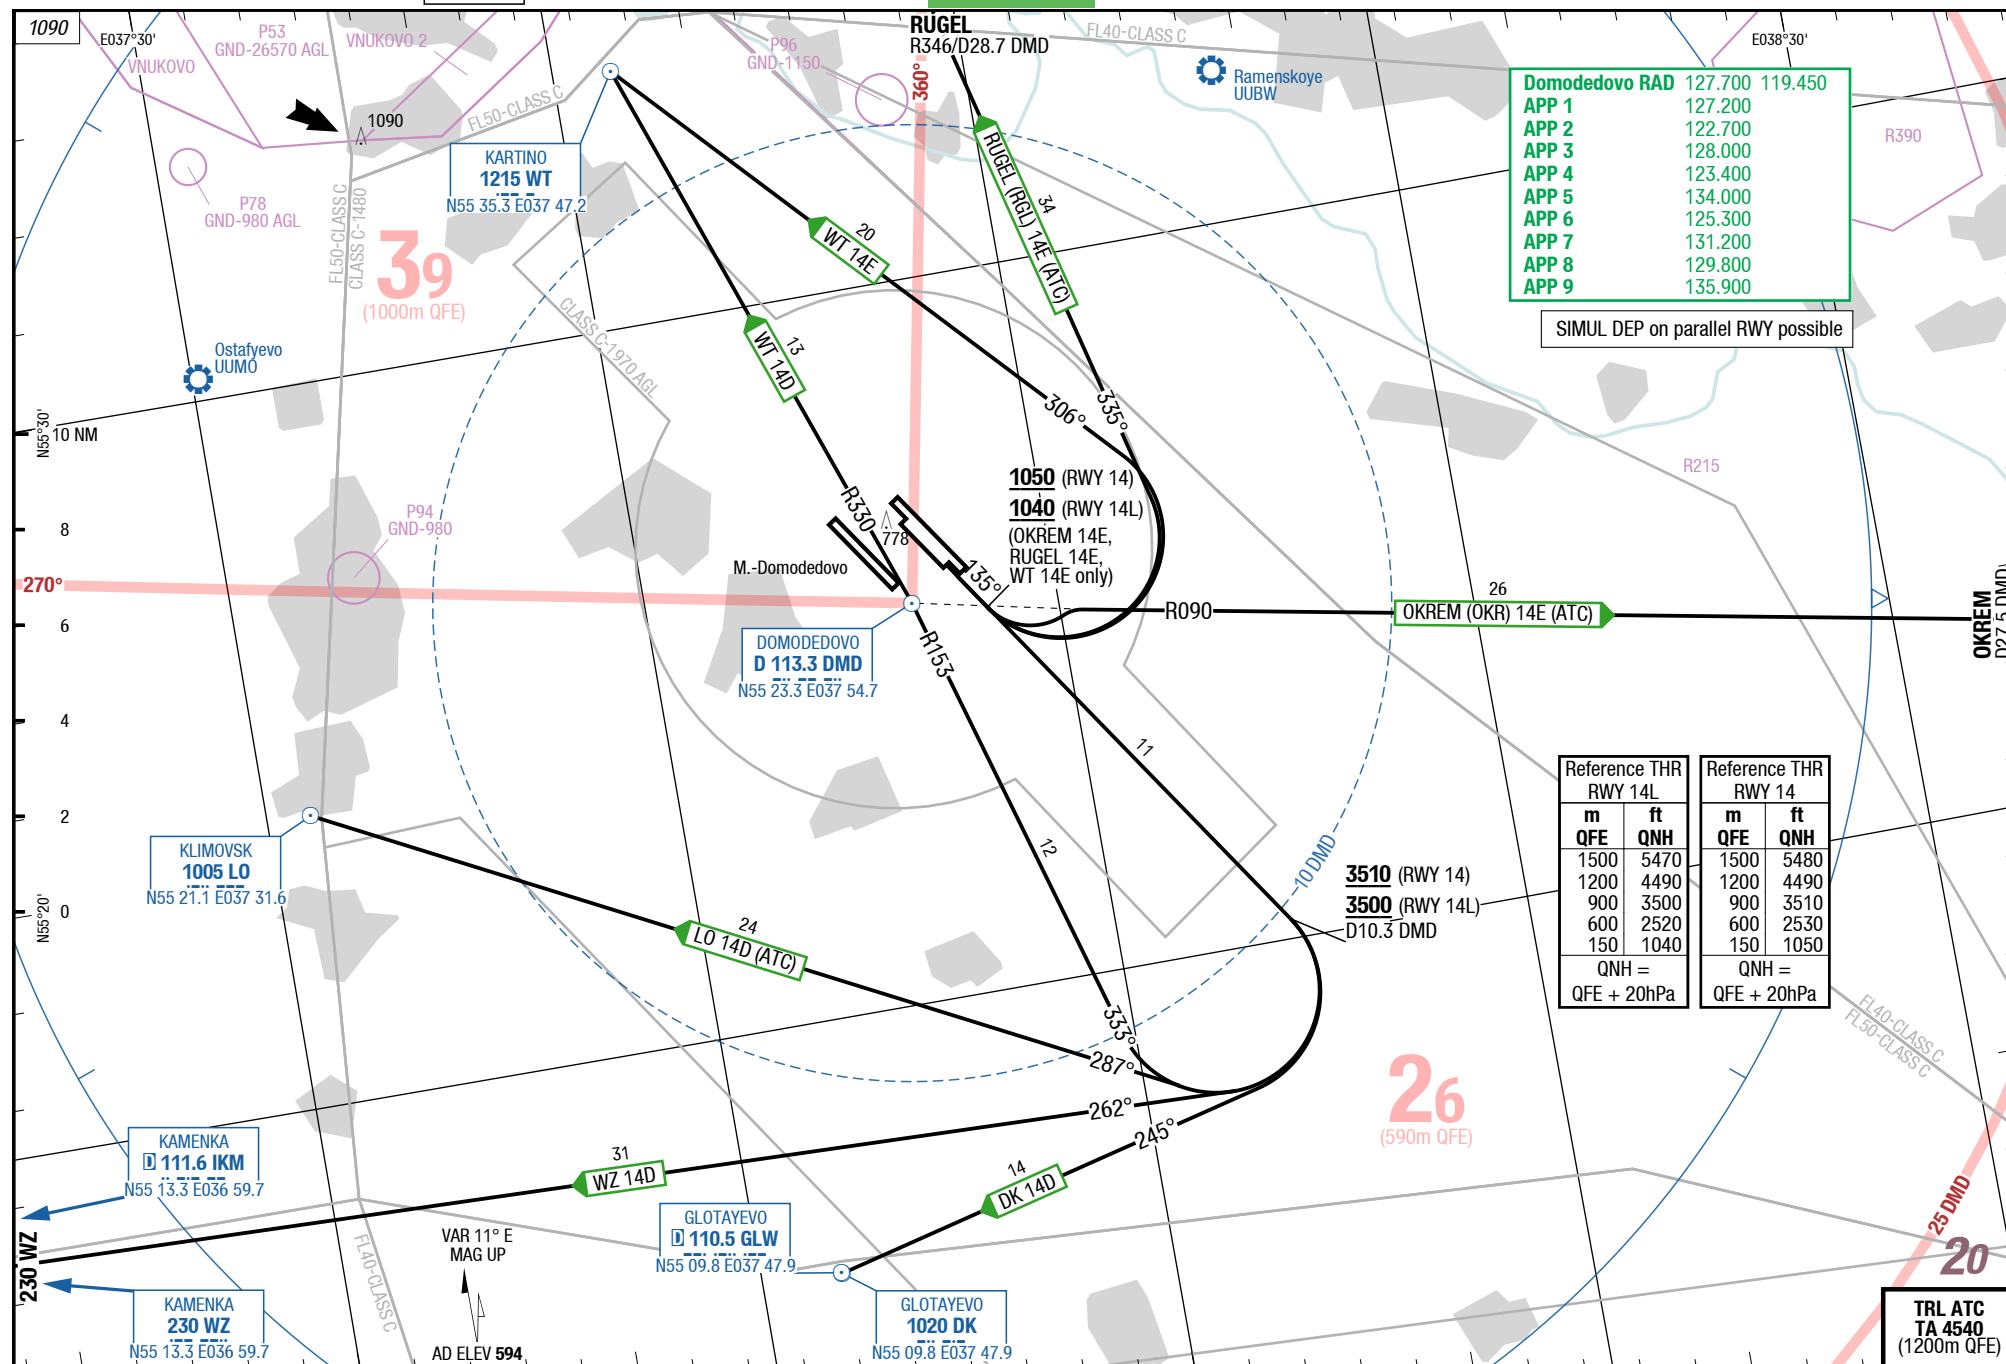 1090
E037°30'
P53
GND-26570 AGL
VNUKOVO
VNUKOVO 2
FL50-CLASS C
1090
P78
GND-980 AGL
FL50-CLASS C
CLASS C-1480
39
(1000m QFE)
KARTINO
1215 WT
N55 35.3 E037 47.2
P96
GND-1150
360°
RUGEL
R346/D28.7 DMD
FL40-CLASS C
Ramenskoye
UUBW
E038°30'
R390
Domodedovo RAD 127.700 119.450
APP 1 127.200
APP 2 122.700
APP 3 128.000
APP 4 123.400
APP 5 134.000
APP 6 125.300
APP 7 131.200
APP 8 129.800
APP 9 135.900
SIMUL DEP on parallel RWY possible
34
RUGEL (RGL) 14E (ATC)
20
WT 14E
13
WT 14D
CLASS C-1970 AGL
Ostafyevo
UUMO
N55°30'
10 NM
8
6
4
2
0
N55°20'
P94
GND-980
270°
306°
335°
R330
778
M.-Domodedovo
135°
1050 (RWY 14)
1040 (RWY 14L)
(OKREM 14E,
RUGEL 14E,
WT 14E only)
R215
R090
26
OKREM (OKR) 14E (ATC)
OKREM
D27.5 DMD
DOMODEDOVO
D 113.3 DMD
N55 23.3 E037 54.7
R153
11
12
10 DMD
3510 (RWY 14)
3500 (RWY 14L)
D10.3 DMD
Reference THR
RWY 14L
m ft
QFE QNH
1500 5470
1200 4490
900 3500
600 2520
150 1040
QNH =
QFE + 20hPa
Reference THR
RWY 14
m ft
QFE QNH
1500 5480
1200 4490
900 3510
600 2530
150 1050
QNH =
QFE + 20hPa
FL40-CLASS C
FL50-CLASS C
KLIMOVSK
1005 LO
N55 21.1 E037 31.6
24
LO 14D (ATC)
333°
287°
262°
245°
26
(590m QFE)
31
WZ 14D
14
DK 14D
KAMENKA
D 111.6 IKM
N55 13.3 E036 59.7
230 WZ
KAMENKA
230 WZ
N55 13.3 E036 59.7
FL40-CLASS C
VAR 11° E
MAG UP
AD ELEV 594
GLOTAYEVO
D 110.5 GLW
N55 09.8 E037 47.9
GLOTAYEVO
1020 DK
N55 09.8 E037 47.9
25 DMD
20
TRL ATC
TA 4540
(1200m QFE)